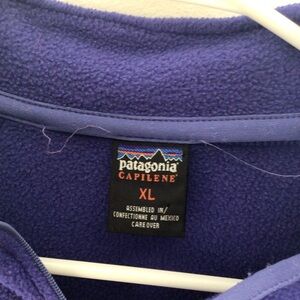 patagonia®
CAPILENE®
XL
ASSEMBLED IN/
CONFECTIONNE AU MEXICO
CARE OVER